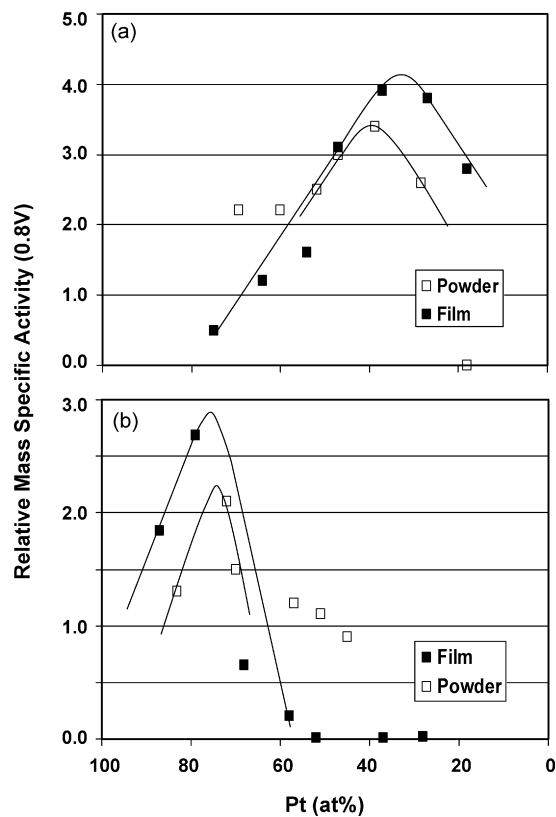 (a)
5.0
4.0
3.0
2.0
1.0
0.0
Powder
Film
Relative Mass Specific Activity (0.8V)
(b)
3.0
2.0
1.0
0.0
Film
Powder
100
80
60
40
20
0
Pt (at%)